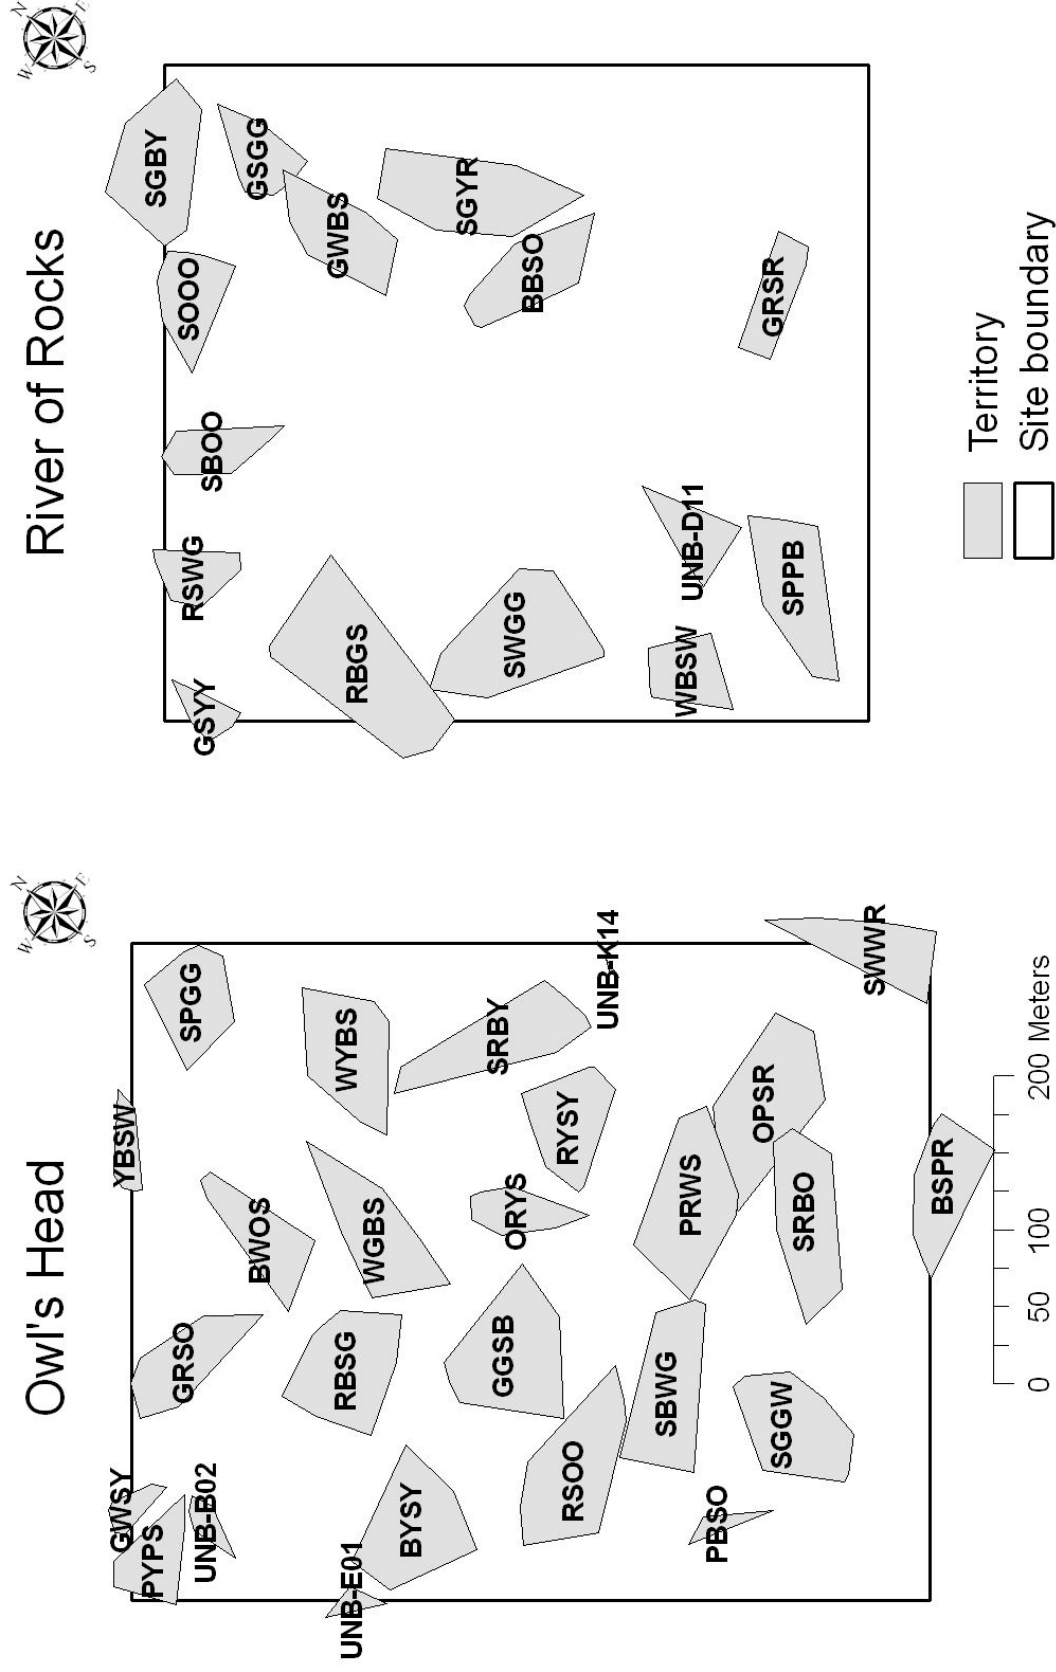 Owl's Head
W
N
S
E
GWSY
YBSW
PYPS
GRSO
SPGG
UNB-B02
BWOS
RBSG
WYBS
UNB-E01
WGBS
BYSY
SRBY
GGSB
ORYS
RYSY
RSOO
UNB-K14
SBWG
PRWS
PBSO
OPSR
SGGW
SRBO
SWWR
BSPR
0 50 100 200 Meters
River of Rocks
W
N
S
E
SGBY
SOOO
RSWG
GSYY
SBOO
GSGG
GWBS
RBGS
SGYR
SWGG
BBSO
WBSW
UNB-D11
GRSR
SPPB
Territory
Site boundary